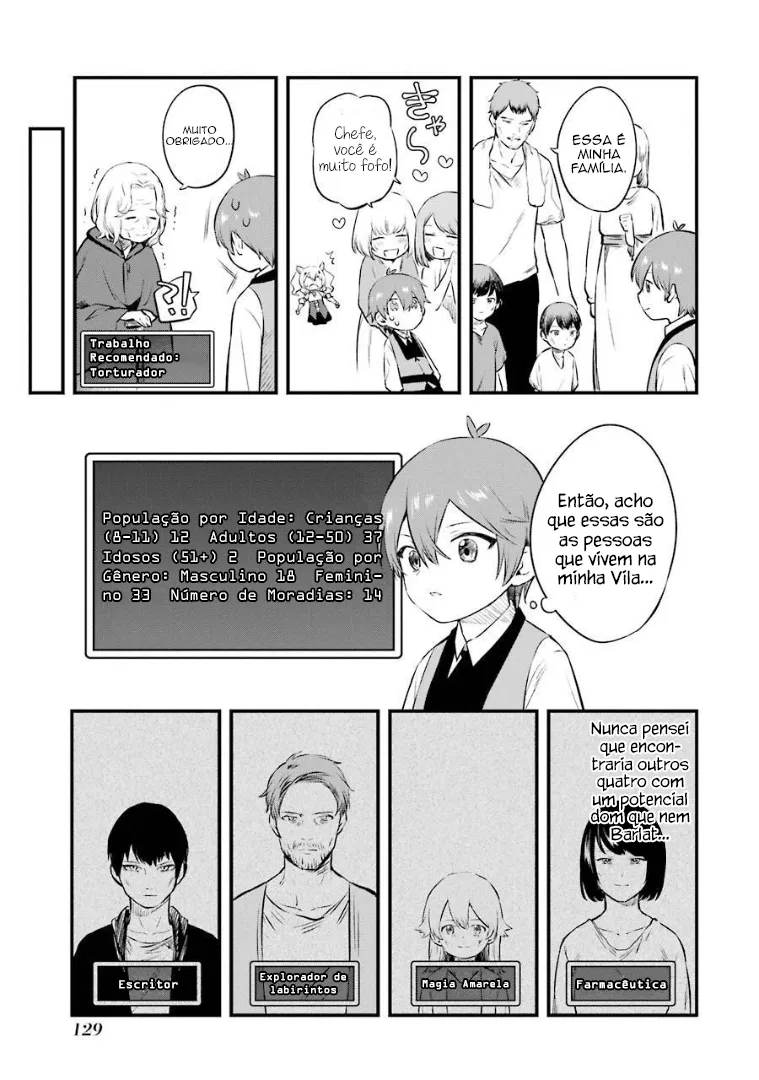 ESSA É
MINHA
FAMÍLIA.
きゃ〜
Chefe,
você é
muito fofo!
MUITO
OBRIGADO...
?!
Trabalho
Recomendado:
Torturador
Então, acho
que essas são
as pessoas
que vivem na
minha Vila...
População por Idade: Crianças
(8-11) 12 Adultos (12-50) 37
Idosos (51+) 2 População por
Gênero: Masculino 18 Femini-
no 33 Número de Moradias: 14
Nunca pensei
que encon-
traria outros
quatro com
um potencial
dom que nem
Barlat...
Farmacêutica
Magia Amarela
Explorador de
labirintos
Escritor
129